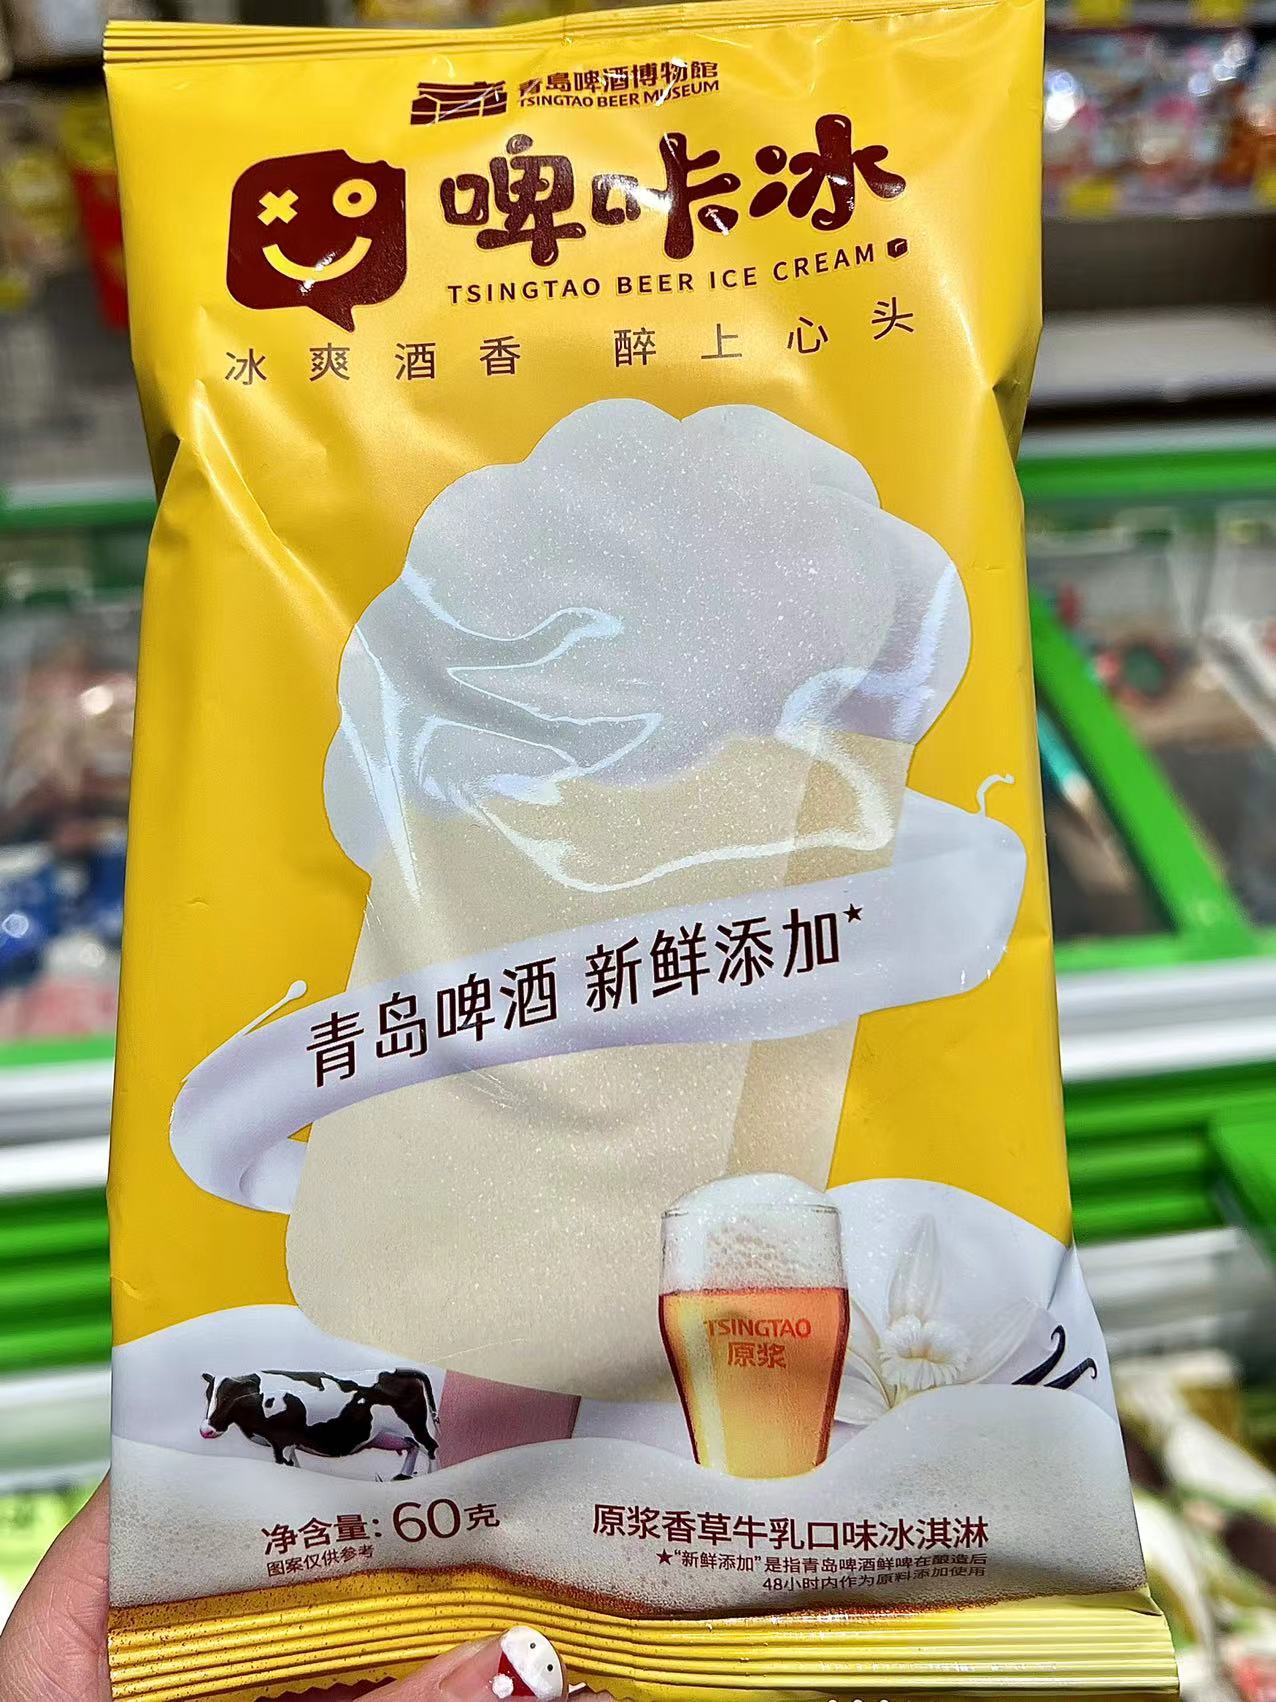 青島啤酒博物館
TSINGTAO BEER MUSEUM
啤咔冰
TSINGTAO BEER ICE CREAM
冰爽酒香 醉上心头
青岛啤酒 新鲜添加★
TSINGTAO
原浆
净含量：60克
图案仅供参考
原浆香草牛乳口味冰淇淋
★“新鲜添加”是指青岛啤酒鲜啤在酿造后
48小时内作为原料添加使用